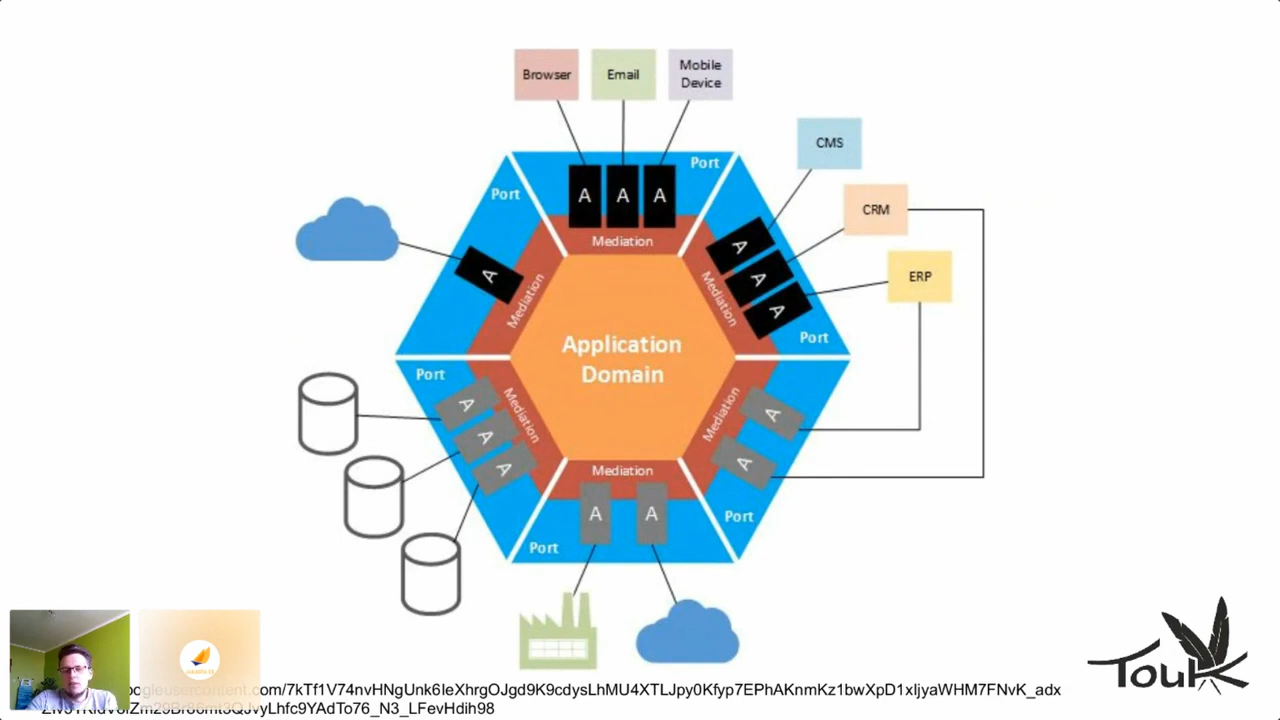 Browser
Email
Mobile
Device
CMS
CRM
ERP
Port
Port
Port
Port
Port
Port
A
A
A
A
A
A
A
A
A
A
A
A
A
A
Mediation
Mediation
Mediation
Mediation
Mediation
Mediation
Application
Domain
TouK
ogleusercontent.com/7kTf1V74nvHNgUnk6leXhrgOJgd9K9cdysLhMU4XTLJpy0Kfyp7EPhAKnmKz1bwXpD1xljyaWHM7FNvK_adx